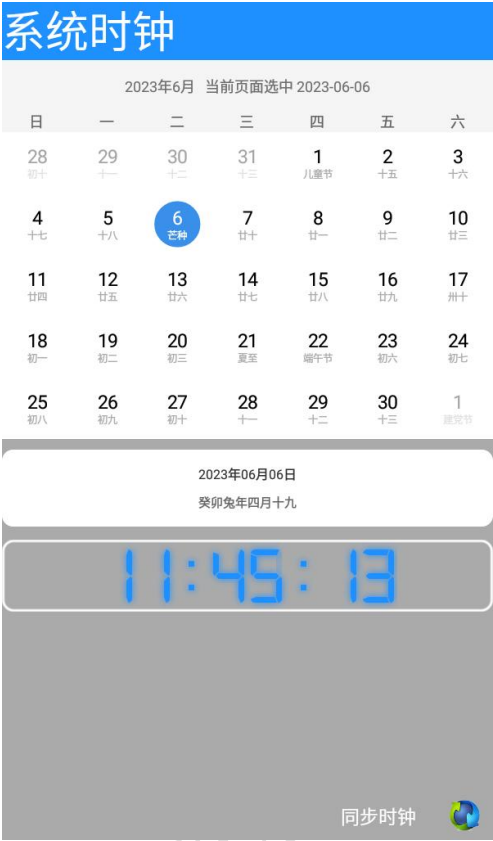 系统时钟
2023年6月 当前页面选中 2023-06-06
日 一 二 三 四 五 六
28 29 30 31 1 2 3
初十 十一 十二 十三 儿童节 十五 十六
4 5 6 7 8 9 10
十七 十八 芒种 廿十 廿一 廿二 廿三
11 12 13 14 15 16 17
廿四 廿五 廿六 廿七 廿八 廿九 卅十
18 19 20 21 22 23 24
初一 初二 初三 夏至 端午节 初六 初七
25 26 27 28 29 30 1
初八 初九 初十 十一 十二 十三 建党节
2023年06月06日
癸卯兔年四月十九
11:45:13
同步时钟